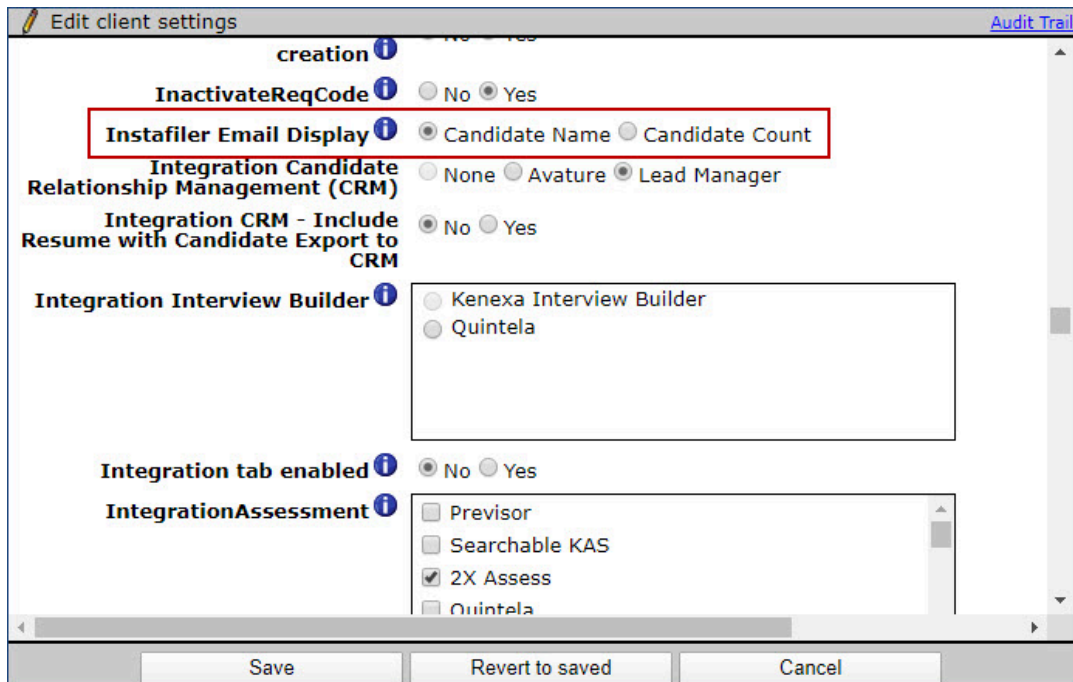 Edit client settings Audit Trail
creation No Yes
InactivateReqCode No Yes
Instafiler Email Display Candidate Name Candidate Count
Integration Candidate
Relationship Management (CRM) None Avature Lead Manager
Integration CRM - Include
Resume with Candidate Export to
CRM No Yes
Integration Interview Builder Kenexa Interview Builder
Quintela
Integration tab enabled No Yes
IntegrationAssessment Previsor
Searchable KAS
2X Assess
Quintela
Save Revert to saved Cancel